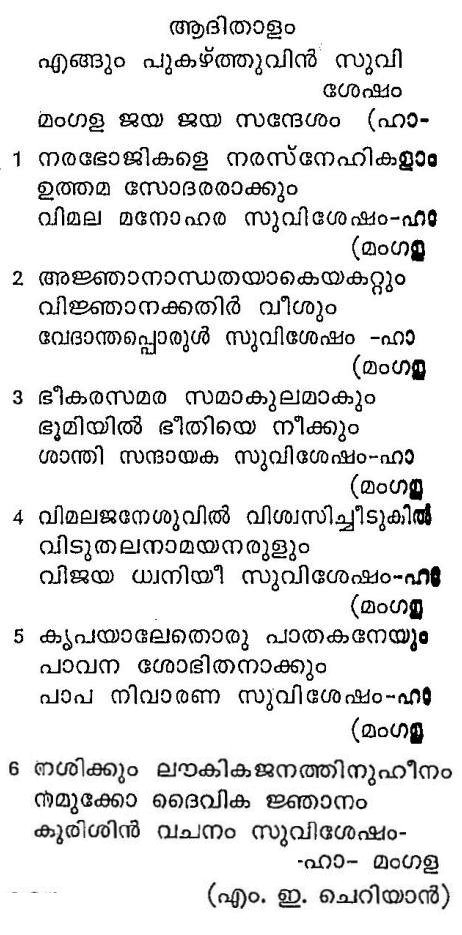 ആദിതാളം
എങ്ങും പുകഴ്ത്തുവിൻ സുവി
ശേഷം
മംഗള ജയ ജയ സന്ദേശം (ഹാ-
1 നരഭോജികളെ നരസ്നേഹികളാം
ഉത്തമ സോദരരാക്കും
വിമല മനോഹര സുവിശേഷം-ഹാ
(മംഗള
2 അജ്ഞാനാന്ധതയാകെയകറ്റും
വിജ്ഞാനക്കതിർ വീശും
വേദാന്തപ്പൊരുൾ സുവിശേഷം -ഹാ
(മംഗള
3 ഭീകരസമര സമാകുലമാകും
ഭൂമിയിൽ ഭീതിയെ നീക്കും
ശാന്തി സന്ദായക സുവിശേഷം-ഹാ
(മംഗള
4 വിമലജനേശുവിൽ വിശ്വസിച്ചീടുകിൽ
വിടുതലനാമയനരുളും
വിജയ ധ്വനിയീ സുവിശേഷം-ഹാ
(മംഗള
5 കൃപയാലേതൊരു പാതകനേയും
പാവന ശോഭിതനാക്കും
പാപ നിവാരണ സുവിശേഷം-ഹാ
(മംഗള
6 നശിക്കും ലൗകികജനത്തിനുഹീനം
നമുക്കോ ദൈവിക ജ്ഞാനം
കുരിശിൻ വചനം സുവിശേഷം-
-ഹാ- മംഗള
(എം. ഇ. ചെറിയാൻ)